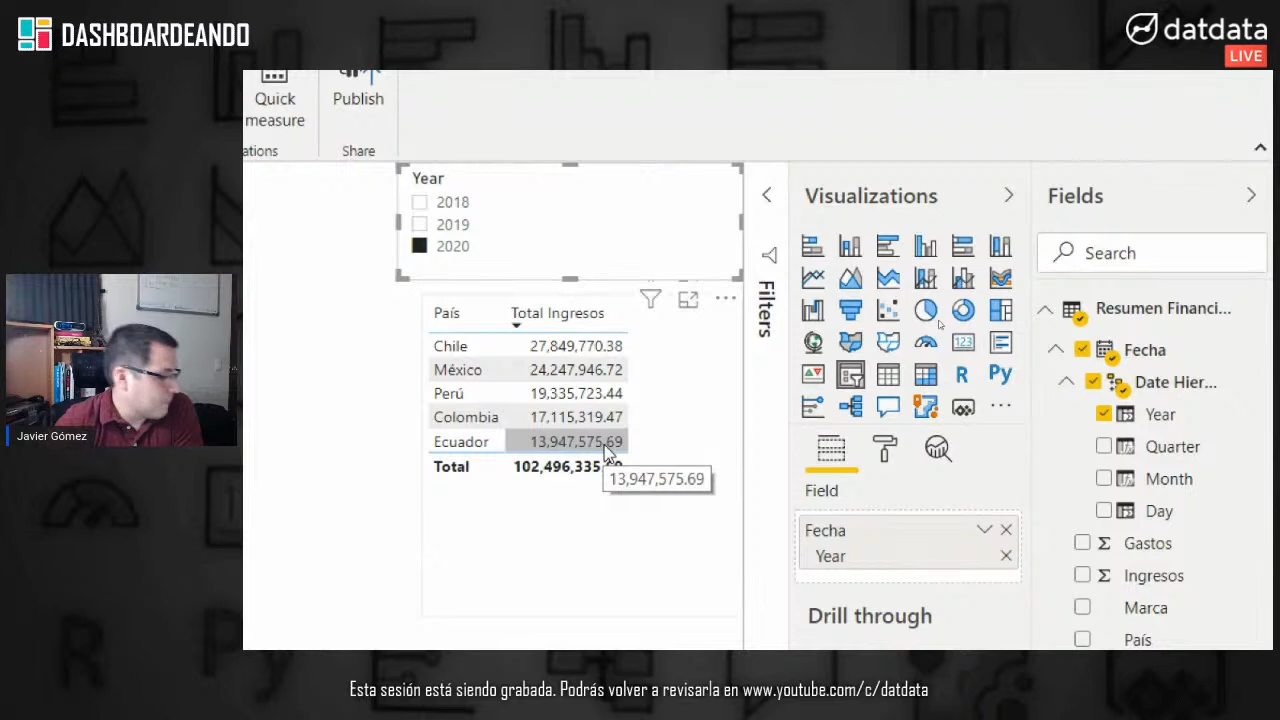 DASHBOARDEANDO
datdata
LIVE
Quick
measure
Publish
ations
Share
Year
2018
2019
2020
País Total Ingresos
Chile 27,849,770.38
México 24,247,946.72
Perú 19,335,723.44
Colombia 17,115,319.47
Ecuador 13,947,575.69
Total 102,496,335
13,947,575.69
Filters
Visualizations
123
R
Py
Field
Fecha
Year
Drill through
Fields
Search
Resumen Financi...
Fecha
Date Hier...
Year
Quarter
Month
Day
Σ Gastos
Σ Ingresos
Marca
País
Javier Gómez
Esta sesión está siendo grabada. Podrás volver a revisarla en www.youtube.com/c/datdata